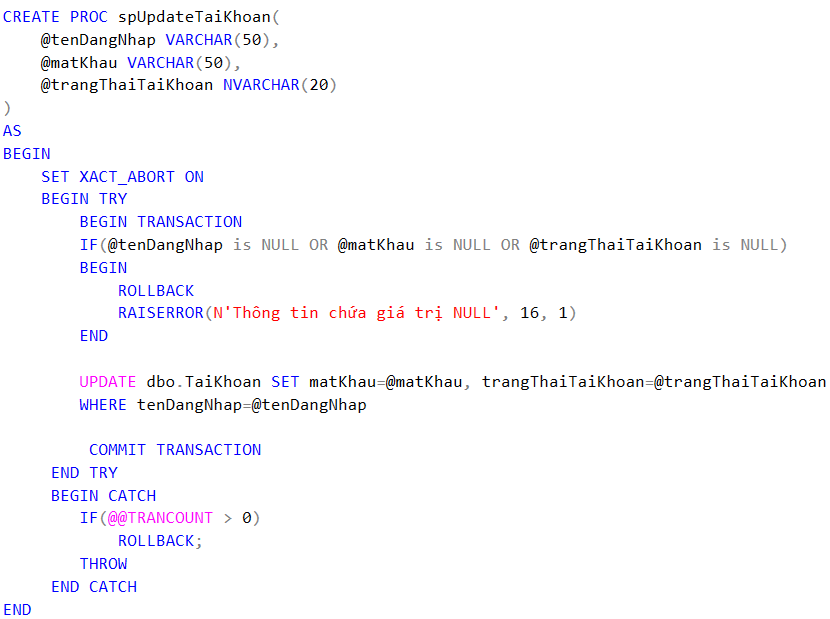 CREATE PROC spUpdateTaiKhoan(
    @tenDangNhap VARCHAR(50),
    @matKhau VARCHAR(50),
    @trangThaiTaiKhoan NVARCHAR(20)
)
AS
BEGIN
    SET XACT_ABORT ON
    BEGIN TRY
        BEGIN TRANSACTION
        IF(@tenDangNhap is NULL OR @matKhau is NULL OR @trangThaiTaiKhoan is NULL)
        BEGIN
            ROLLBACK
            RAISERROR(N'Thông tin chứa giá trị NULL', 16, 1)
        END

        UPDATE dbo.TaiKhoan SET matKhau=@matKhau, trangThaiTaiKhoan=@trangThaiTaiKhoan
        WHERE tenDangNhap=@tenDangNhap

         COMMIT TRANSACTION
     END TRY
     BEGIN CATCH
        IF(@@TRANCOUNT > 0)
            ROLLBACK;
        THROW
     END CATCH
END